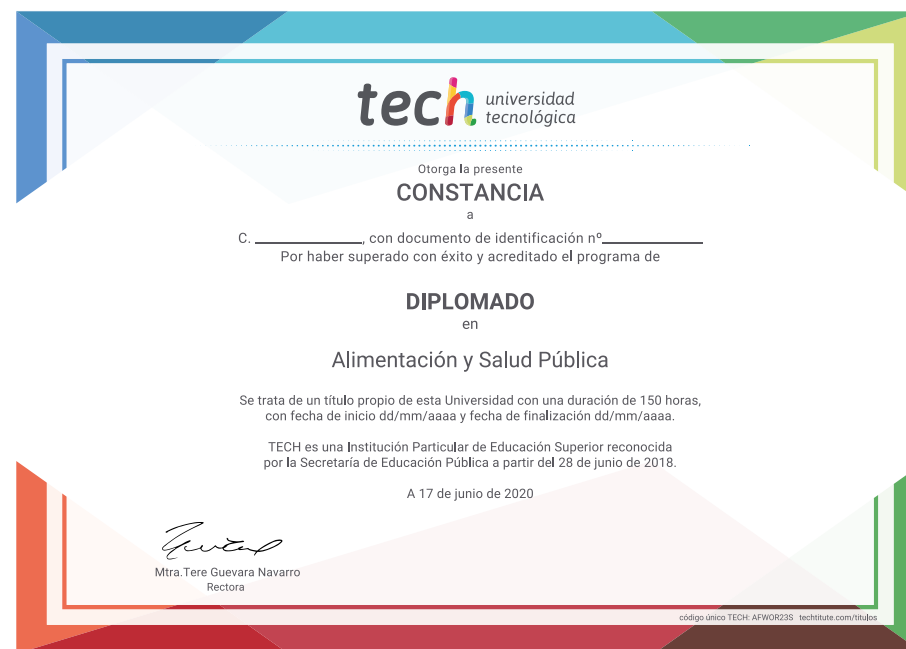 tech universidad
tecnológica
Otorga la presente
CONSTANCIA
a
C. ____________, con documento de identificación nº____________
Por haber superado con éxito y acreditado el programa de
DIPLOMADO
en
Alimentación y Salud Pública
Se trata de un título propio de esta Universidad con una duración de 150 horas,
con fecha de inicio dd/mm/aaaa y fecha de finalización dd/mm/aaaa.
TECH es una Institución Particular de Educación Superior reconocida
por la Secretaría de Educación Pública a partir del 28 de junio de 2018.
A 17 de junio de 2020
Mtra.Tere Guevara Navarro
Rectora
código único TECH: AFWOR23S techtitute.com/titulos